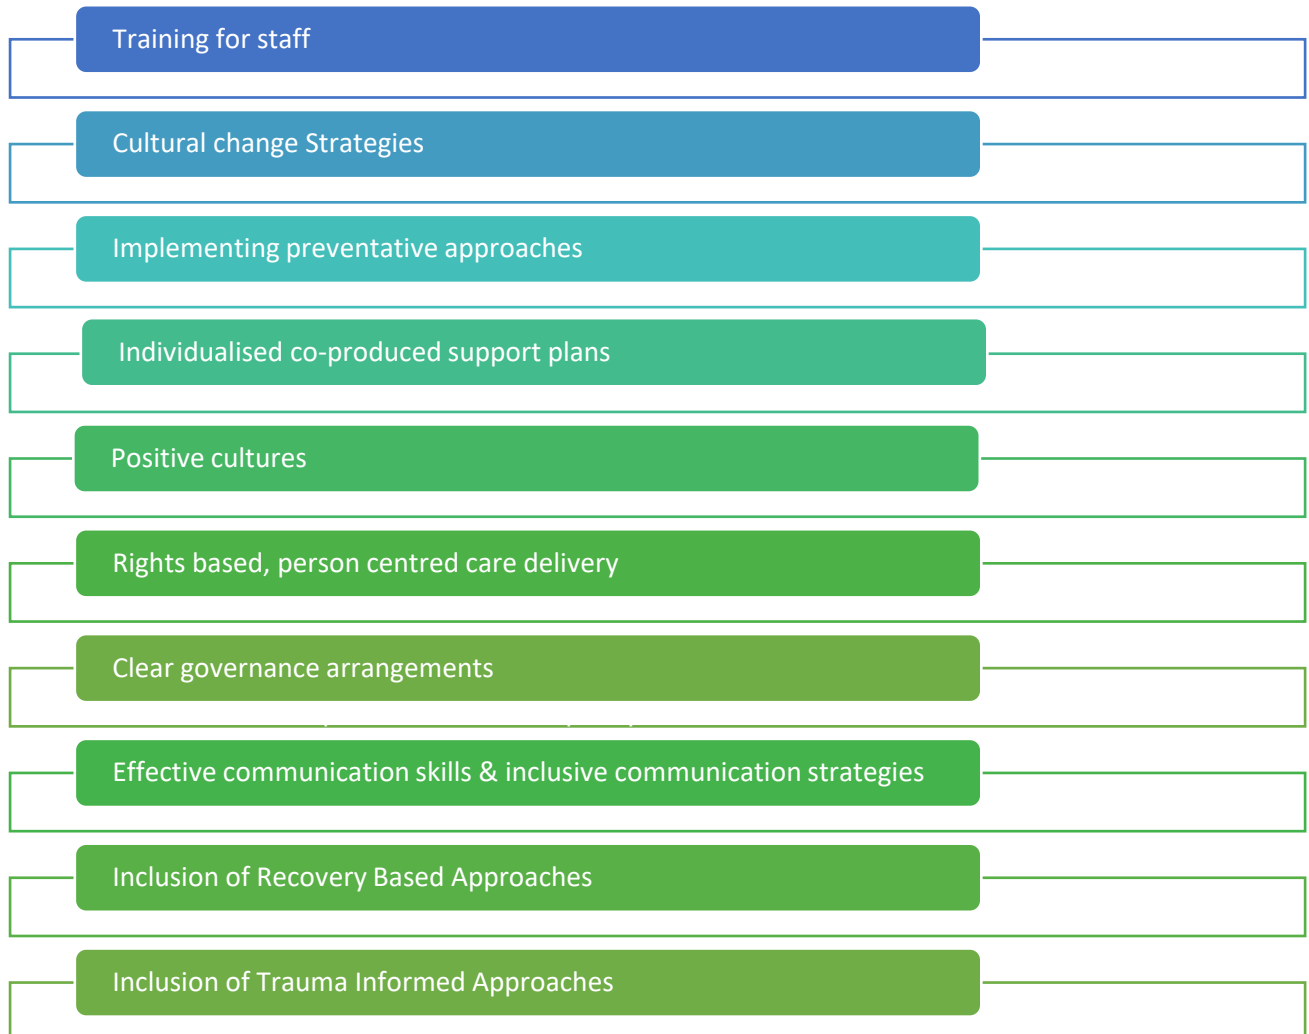 Training for staff
Cultural change Strategies
Implementing preventative approaches
Individualised co-produced support plans
Positive cultures
Rights based, person centred care delivery
Clear governance arrangements
Effective communication skills & inclusive communication strategies
Inclusion of Recovery Based Approaches
Inclusion of Trauma Informed Approaches